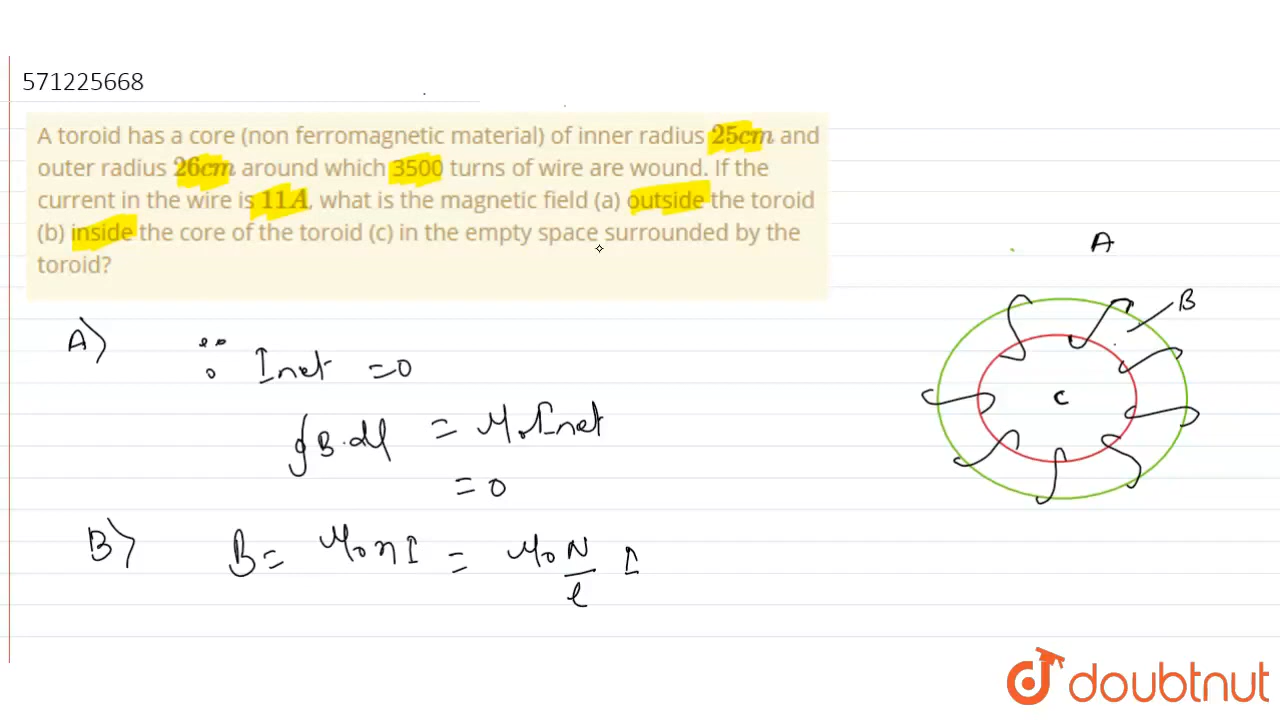 571225668
A toroid has a core (non ferromagnetic material) of inner radius 25cm and
outer radius 26cm around which 3500 turns of wire are wound. If the
current in the wire is 11A, what is the magnetic field (a) outside the toroid
(b) inside the core of the toroid (c) in the empty space surrounded by the
toroid?
A
B
C
A) ∵ Inet = 0
∮B.dl = μ₀Inet
= 0
B) B = μ₀nI = μ₀ N/l I
doubtnut